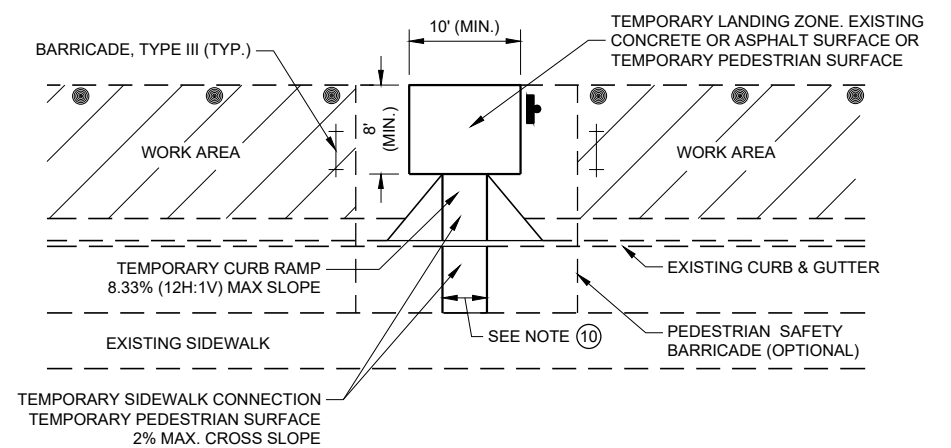 10' (MIN.)
TEMPORARY LANDING ZONE. EXISTING
CONCRETE OR ASPHALT SURFACE OR
TEMPORARY PEDESTRIAN SURFACE
BARRICADE, TYPE III (TYP.)
8'
(MIN.)
WORK AREA
WORK AREA
TEMPORARY CURB RAMP
8.33% (12H:1V) MAX SLOPE
EXISTING CURB & GUTTER
SEE NOTE 10
EXISTING SIDEWALK
PEDESTRIAN SAFETY
BARRICADE (OPTIONAL)
TEMPORARY SIDEWALK CONNECTION
TEMPORARY PEDESTRIAN SURFACE
2% MAX. CROSS SLOPE